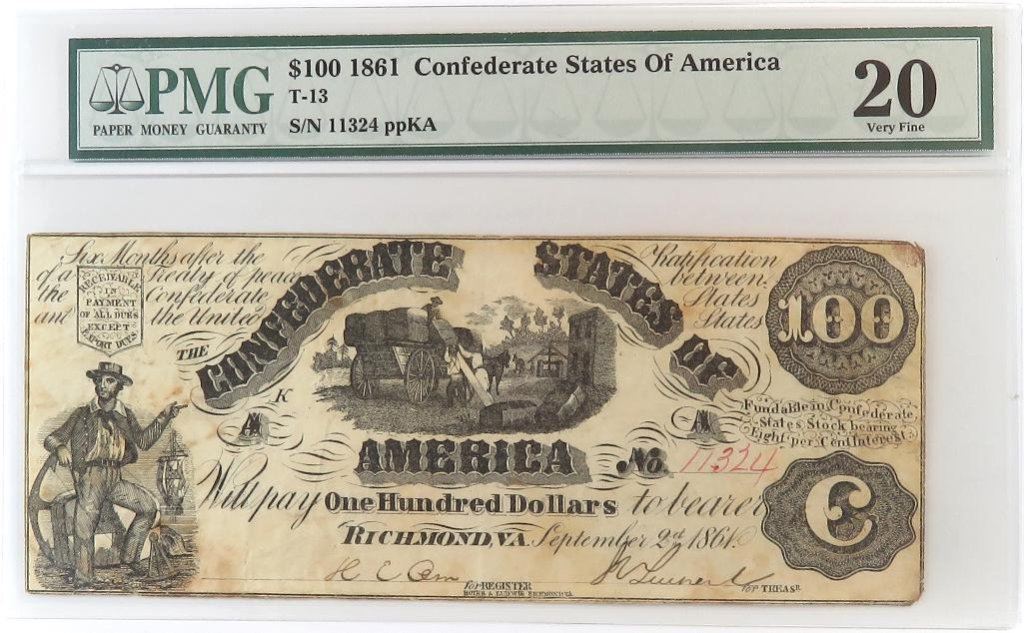 PMG
PAPER MONEY GUARANTY
$100 1861 Confederate States Of America
T-13
S/N 11324 ppKA
20
Very Fine
Six Months after the Ratification
of a Treaty of peace between
the Confederate States
and the United States
RECEIVABLE
IN
PAYMENT
OF ALL DUES
EXCEPT
EXPORT DUTIES
THE
CONFEDERATE STATES OF
AMERICA
100
K
A
A
Fundable in Confederate
States Stock bearing
Eight per Cent Interest.
No. 11324
Will pay One Hundred Dollars to bearer
C
RICHMOND, VA. September 2d 1861.
for REGISTER
for TREASR